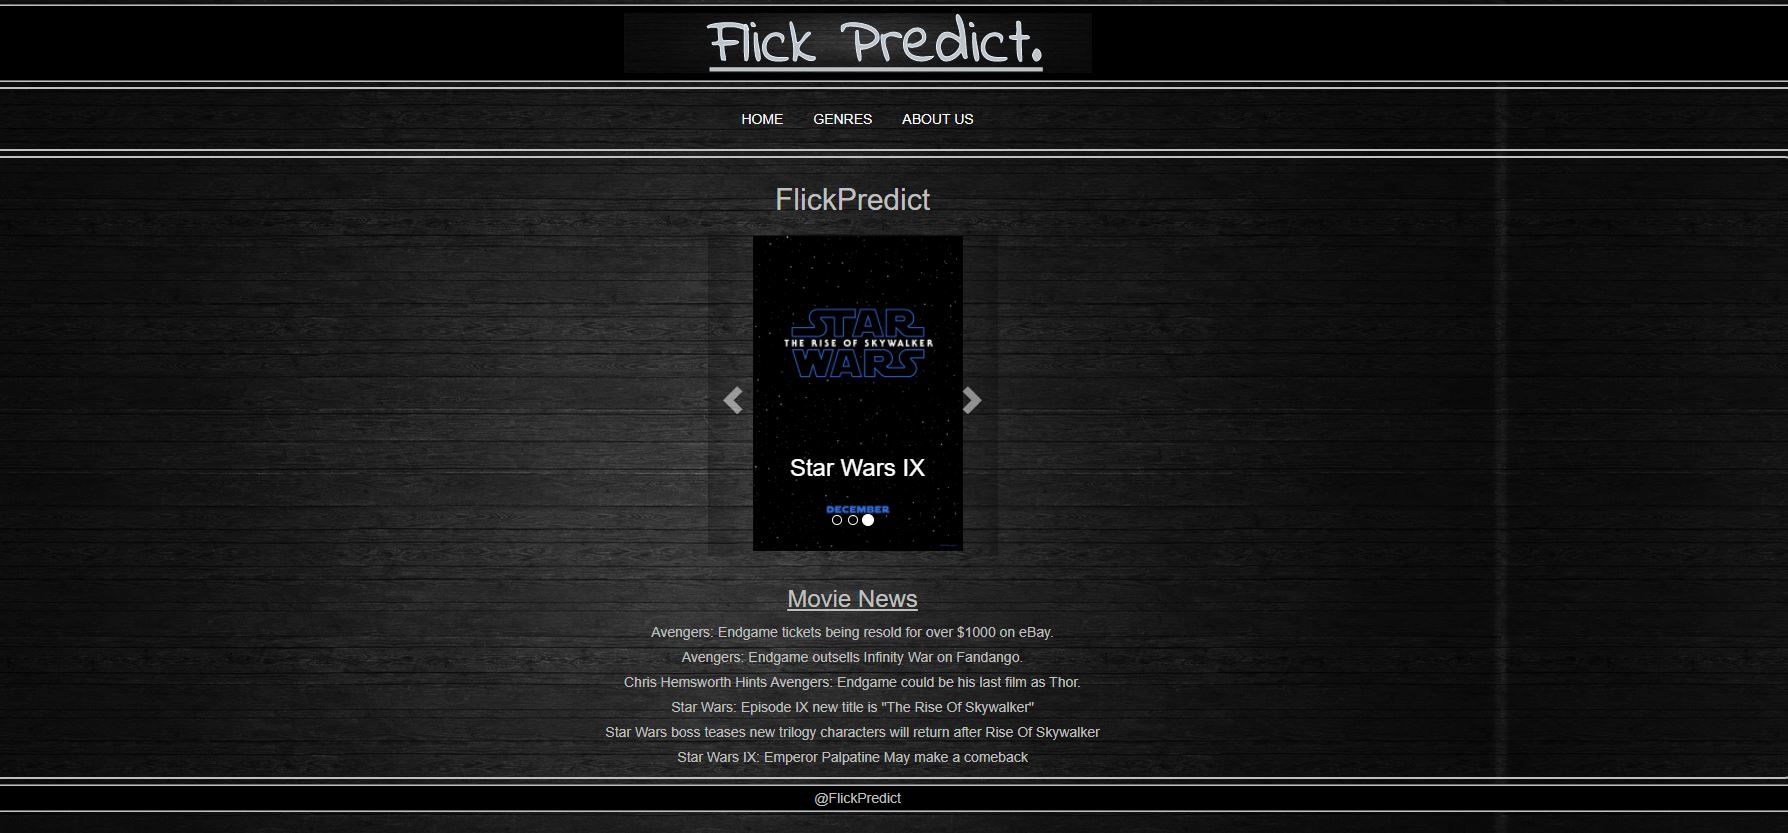 Flick Predict.
HOME GENRES ABOUT US
FlickPredict
STAR
THE RISE OF SKYWALKER
WARS
Star Wars IX
DECEMBER
Movie News
Avengers: Endgame tickets being resold for over $1000 on eBay.
Avengers: Endgame outsells Infinity War on Fandango.
Chris Hemsworth Hints Avengers: Endgame could be his last film as Thor.
Star Wars: Episode IX new title is "The Rise Of Skywalker"
Star Wars boss teases new trilogy characters will return after Rise Of Skywalker
Star Wars IX: Emperor Palpatine May make a comeback
@FlickPredict